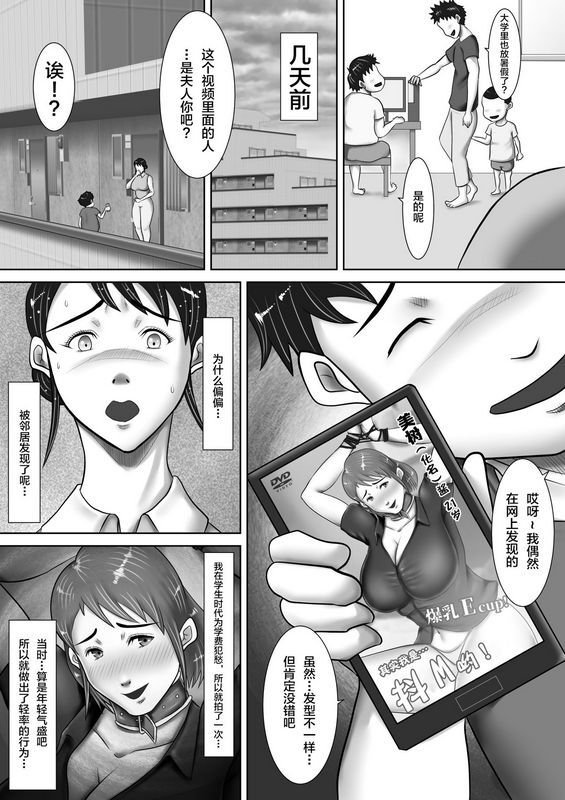 大学里也放暑假了?
是的呢
几天前
这个视频里面的人
…是夫人你吧?
诶!?
哎呀~我偶然
在网上发现的
美树(化名)
21岁
DVD
爆乳E cup!
其实我是…
抖M哟!
虽然…发型不一样…
但肯定没错吧
为什么偏偏…
被邻居发现了呢…
我在学生时代为学费犯愁，所以就拍了一次…
当时…算是年轻气盛吧
所以就做出了轻率的行为…